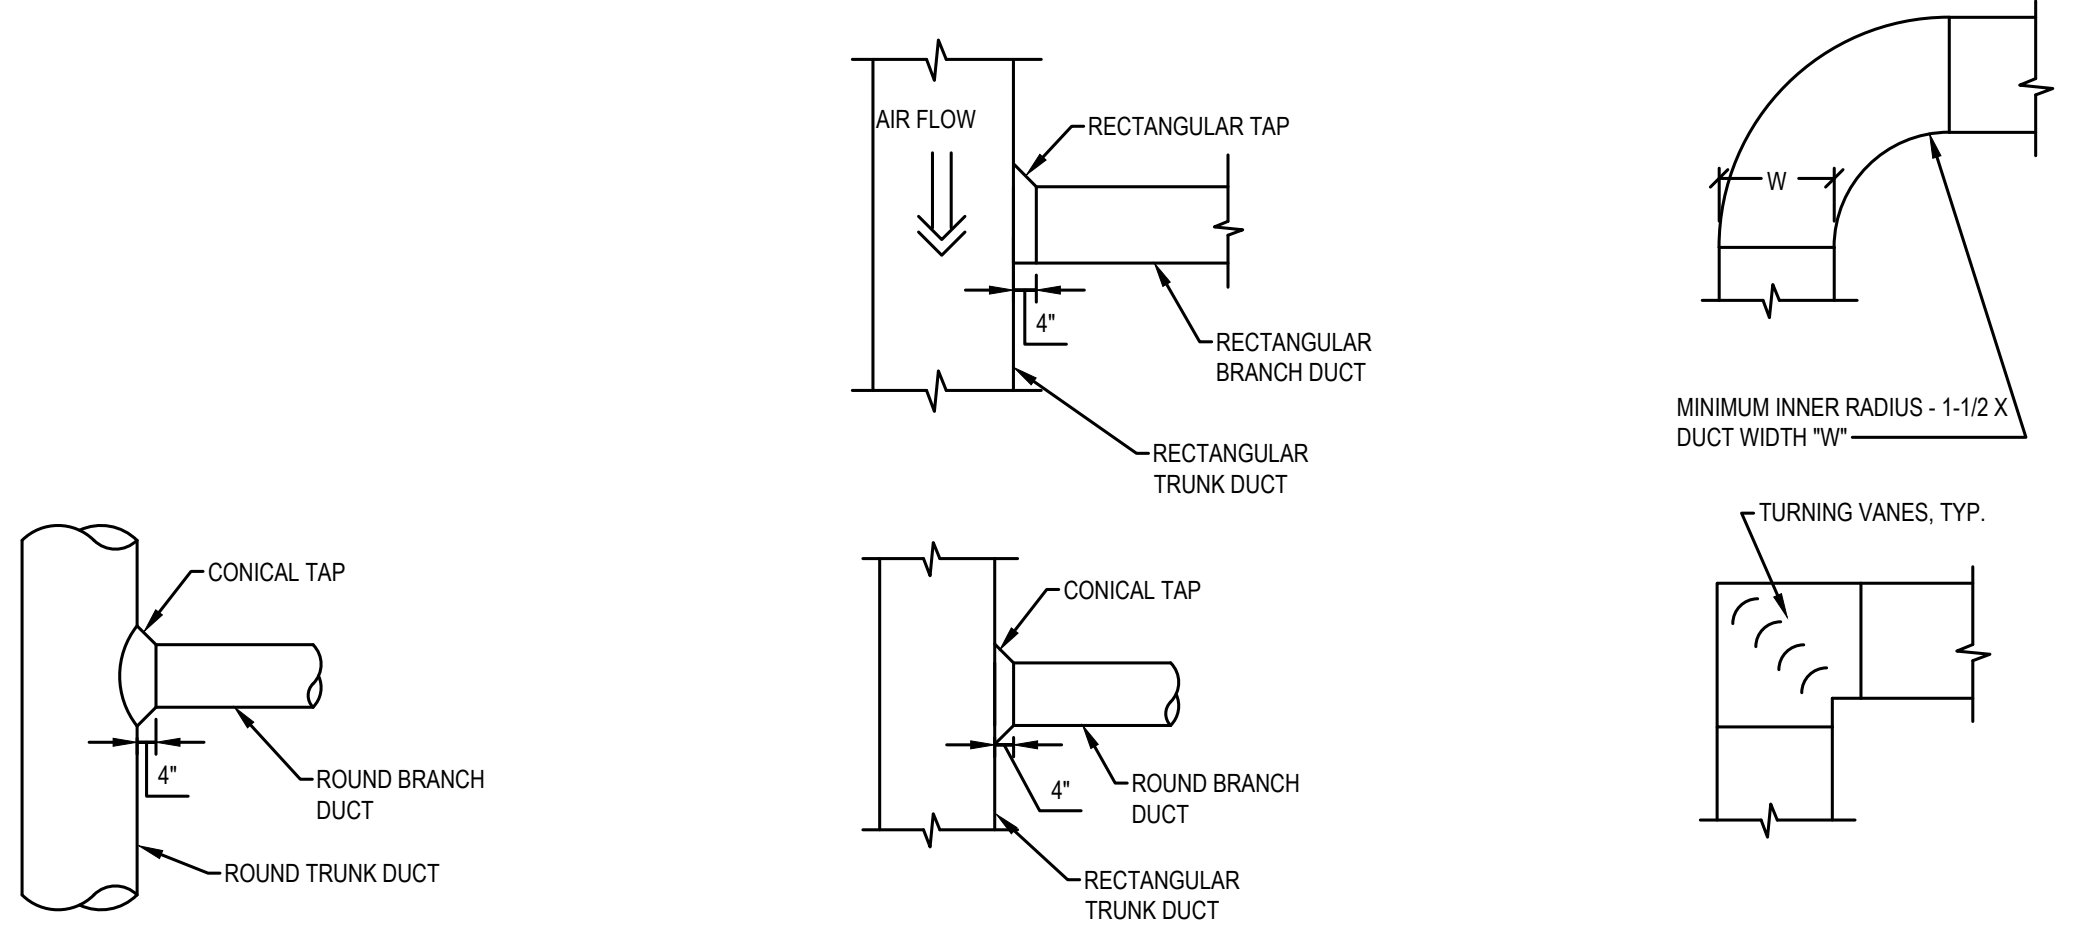 AIR FLOW
RECTANGULAR TAP
4"
RECTANGULAR
BRANCH DUCT
RECTANGULAR
TRUNK DUCT
W
MINIMUM INNER RADIUS - 1-1/2 X
DUCT WIDTH "W"
CONICAL TAP
4"
ROUND BRANCH
DUCT
ROUND TRUNK DUCT
CONICAL TAP
4"
ROUND BRANCH
DUCT
RECTANGULAR
TRUNK DUCT
TURNING VANES, TYP.